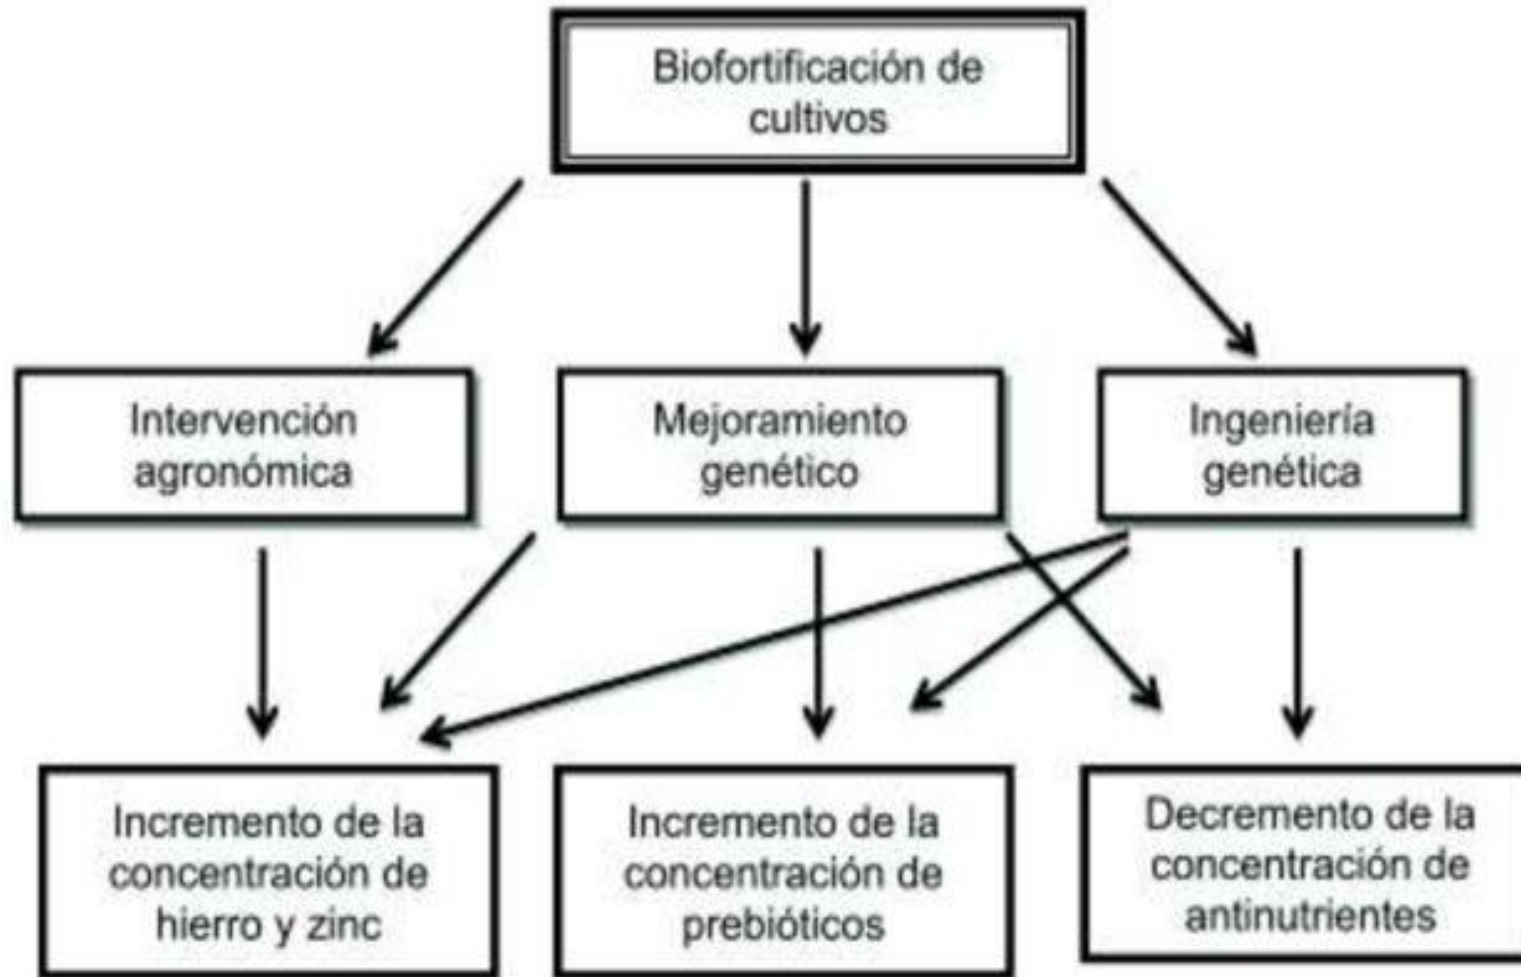 Biofortificación de
cultivos
Intervención
agronómica
Mejoramiento
genético
Ingeniería
genética
Incremento de la
concentración de
hierro y zinc
Incremento de la
concentración de
prebióticos
Decremento de la
concentración de
antinutrientes